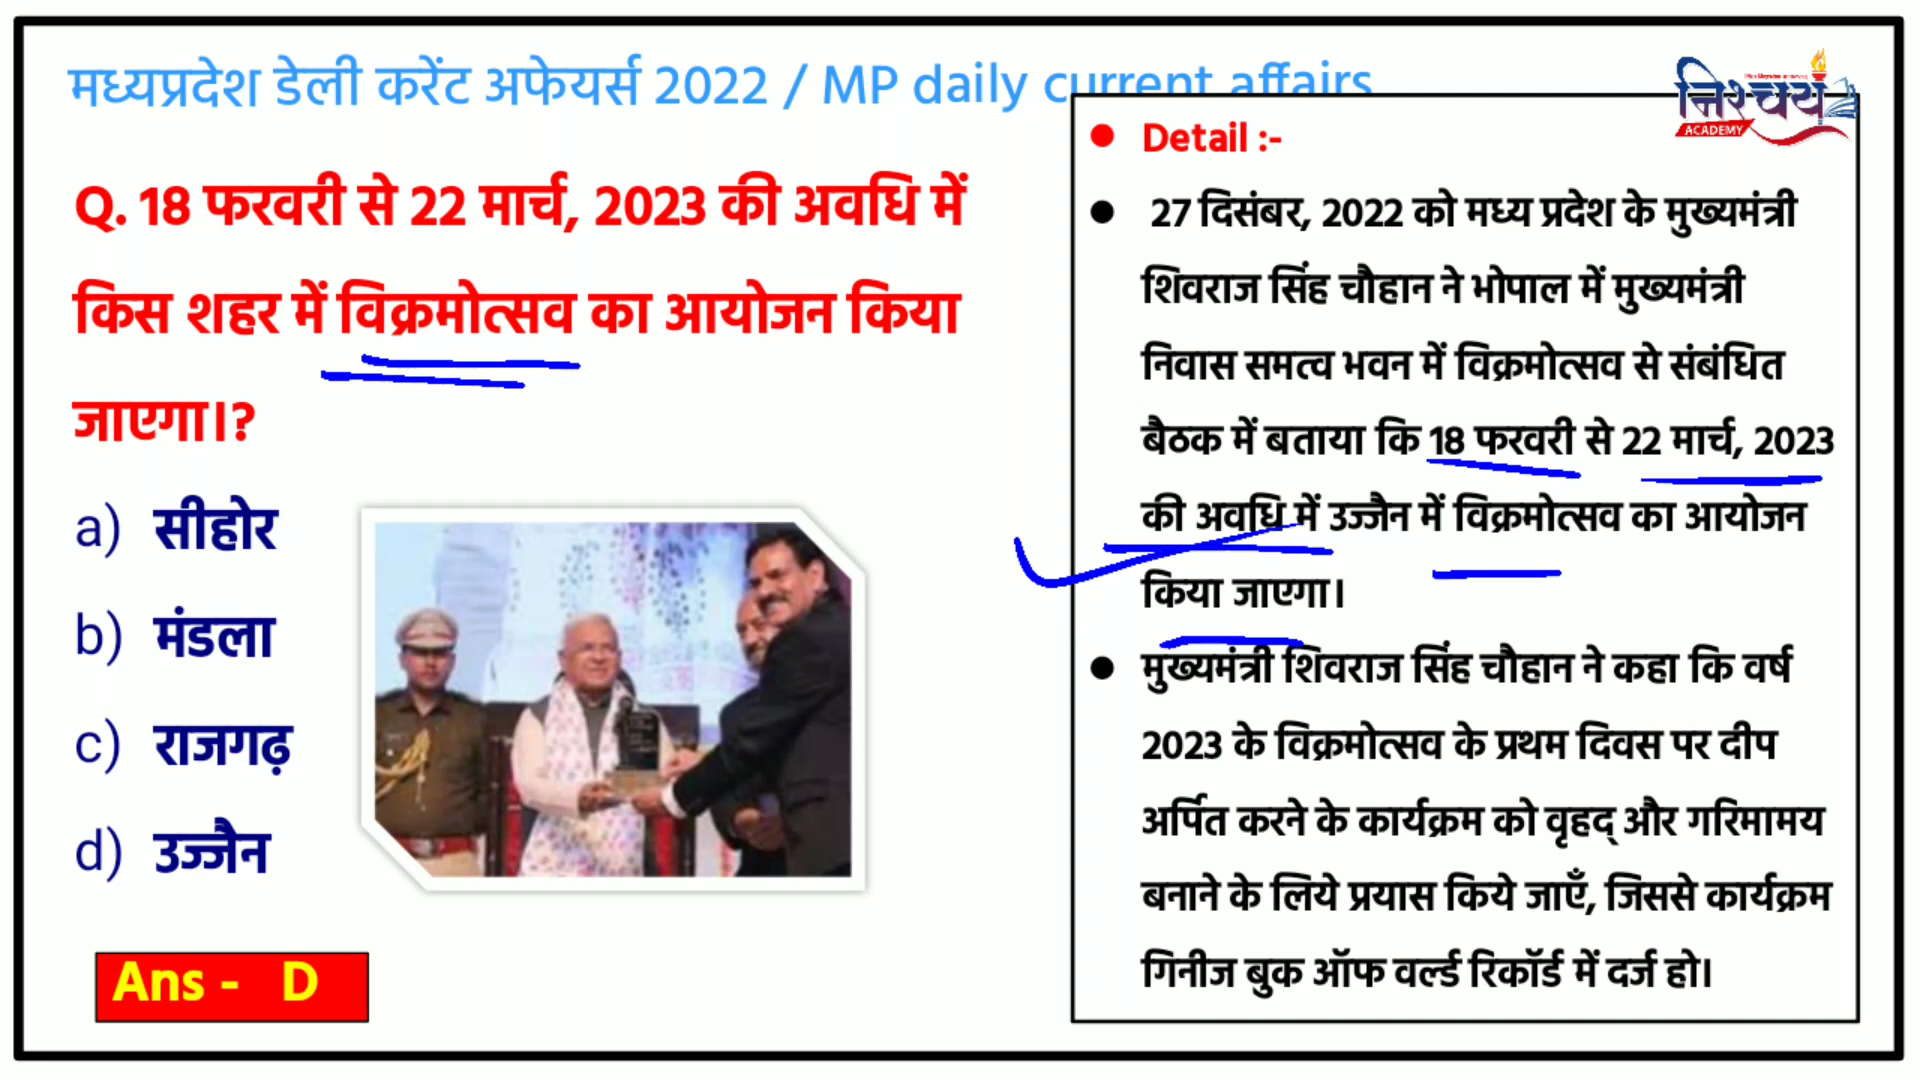 मध्यप्रदेश डेली करेंट अफेयर्स 2022 / MP daily current affairs
निश्चय
ACADEMY
Q. 18 फरवरी से 22 मार्च, 2023 की अवधि में
किस शहर में विक्रमोत्सव का आयोजन किया
जाएगा।?
a) सीहोर
b) मंडला
c) राजगढ़
d) उज्जैन
Ans - D
Detail :-
27 दिसंबर, 2022 को मध्य प्रदेश के मुख्यमंत्री
शिवराज सिंह चौहान ने भोपाल में मुख्यमंत्री
निवास समत्व भवन में विक्रमोत्सव से संबंधित
बैठक में बताया कि 18 फरवरी से 22 मार्च, 2023
की अवधि में उज्जैन में विक्रमोत्सव का आयोजन
किया जाएगा।
मुख्यमंत्री शिवराज सिंह चौहान ने कहा कि वर्ष
2023 के विक्रमोत्सव के प्रथम दिवस पर दीप
अर्पित करने के कार्यक्रम को वृहद् और गरिमामय
बनाने के लिये प्रयास किये जाएँ, जिससे कार्यक्रम
गिनीज बुक ऑफ वर्ल्ड रिकॉर्ड में दर्ज हो।